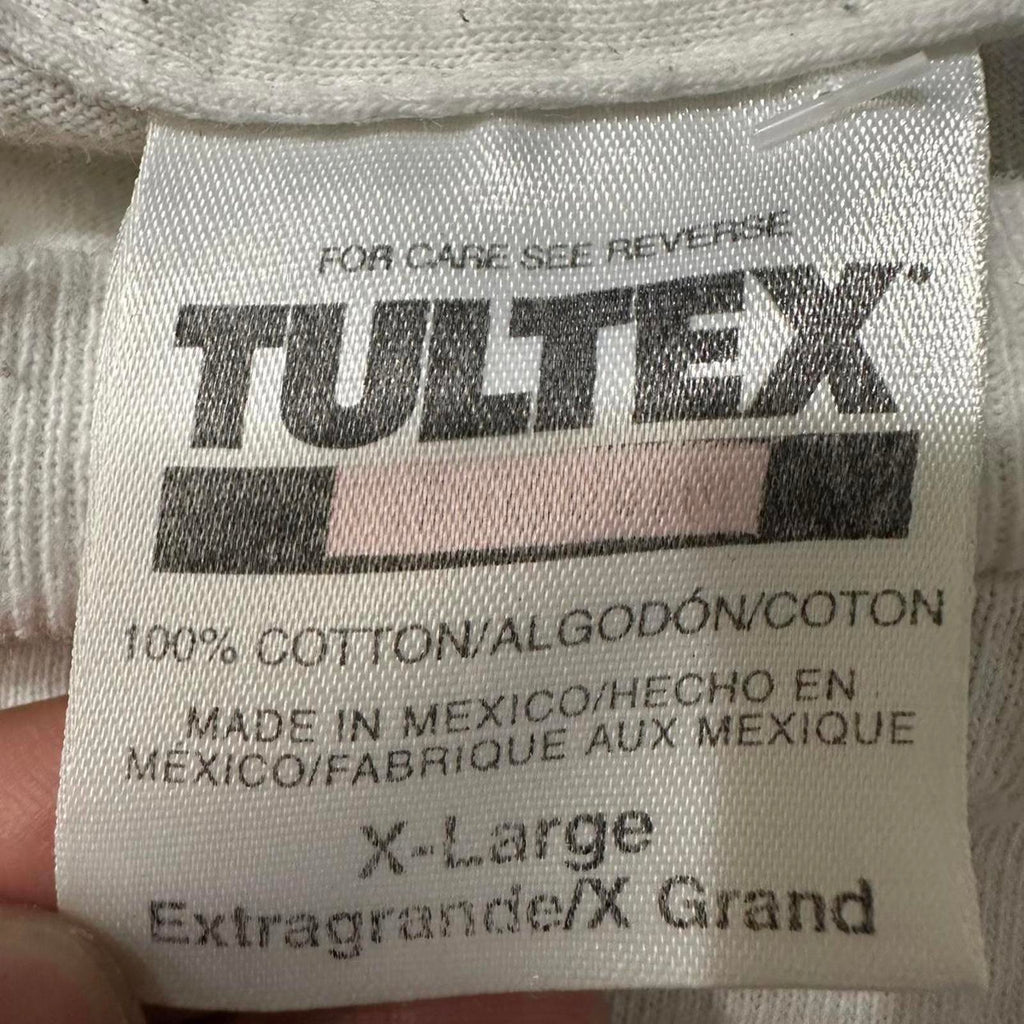 FOR CARE SEE REVERSE
TULTEX
100% COTTON/ALGODÓN/COTON
MADE IN MEXICO/HECHO EN
MÉXICO/FABRIQUE AUX MEXIQUE
X-Large
Extragrande/X Grand